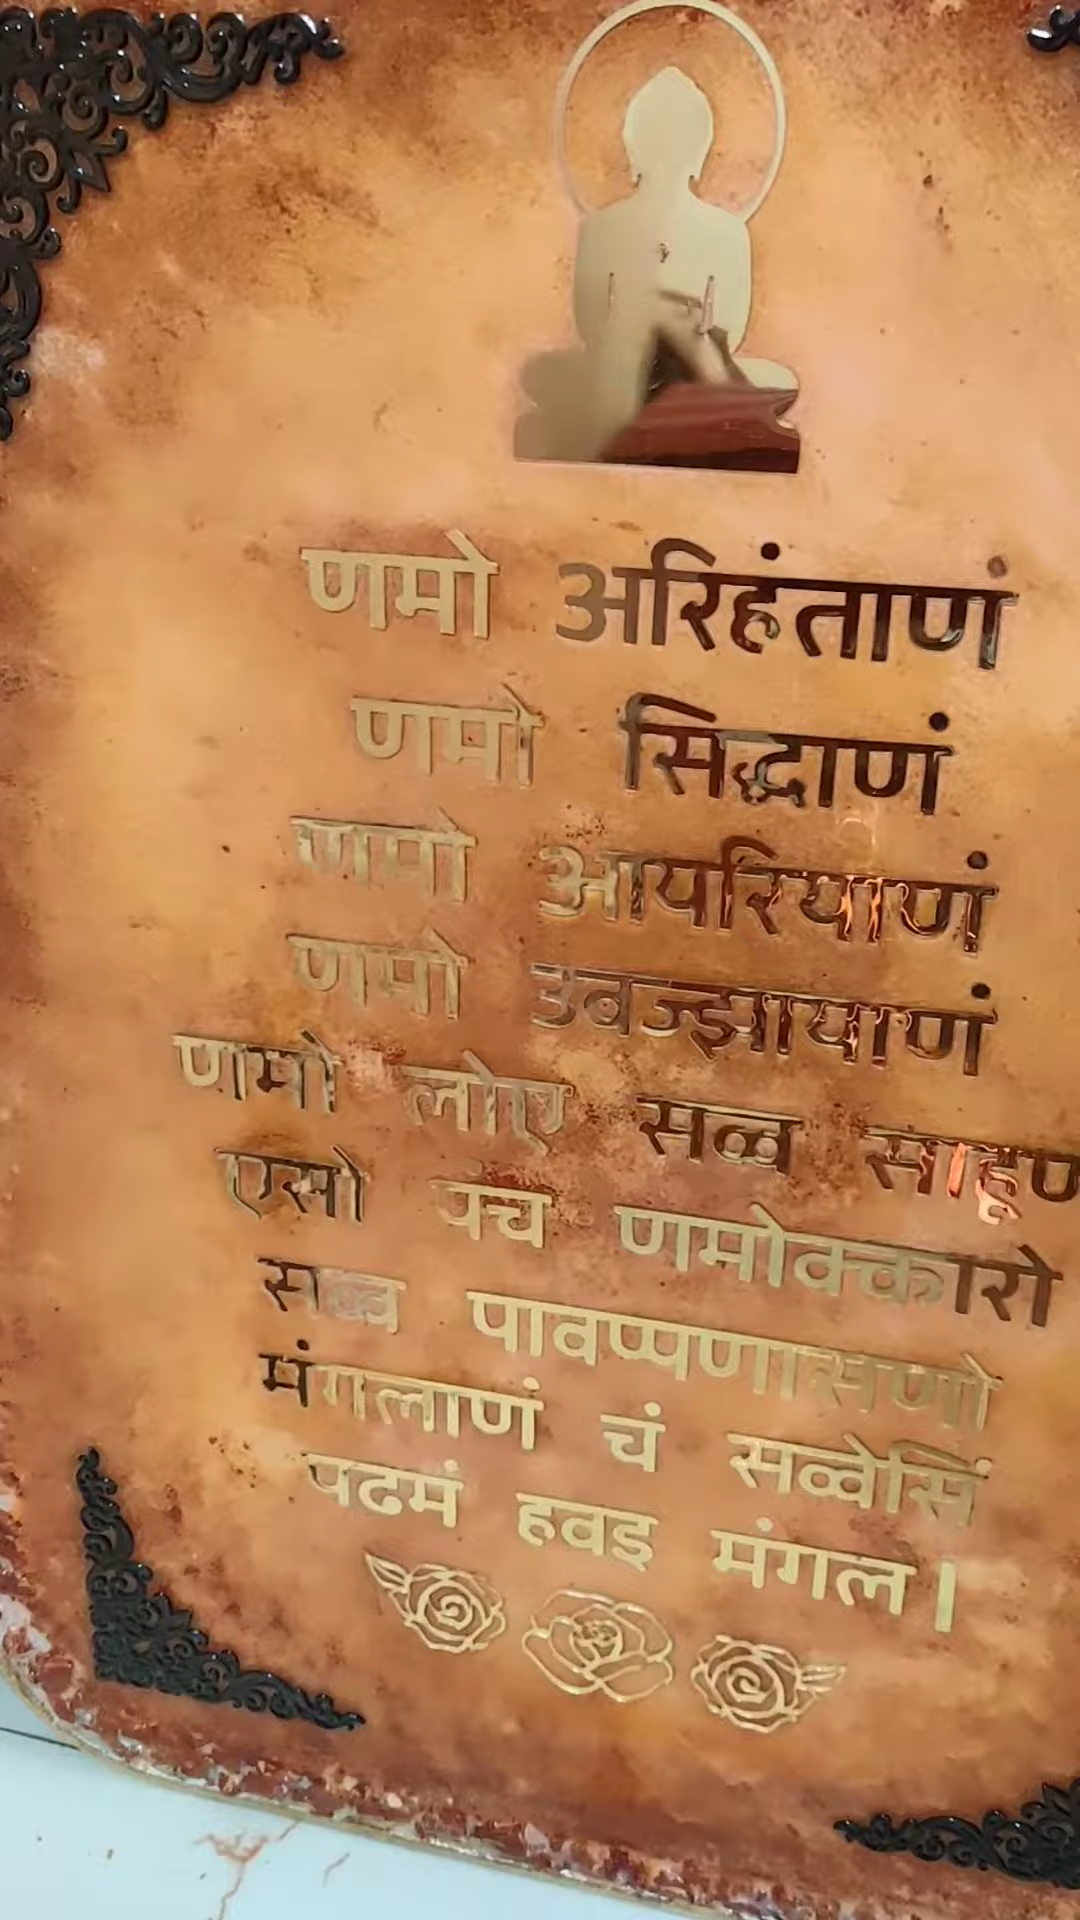 णमो अरिहंताणं
णमो सिद्धाणं
णमो आयरियाणं
णमो उवज्झायाणं
णमो लोए सव्व साहूण
एसो पंच णमोक्कारो
सव्व पावप्पणासणो
मंगलाणं चं सव्वेसिं
पढमं हवइ मंगल।